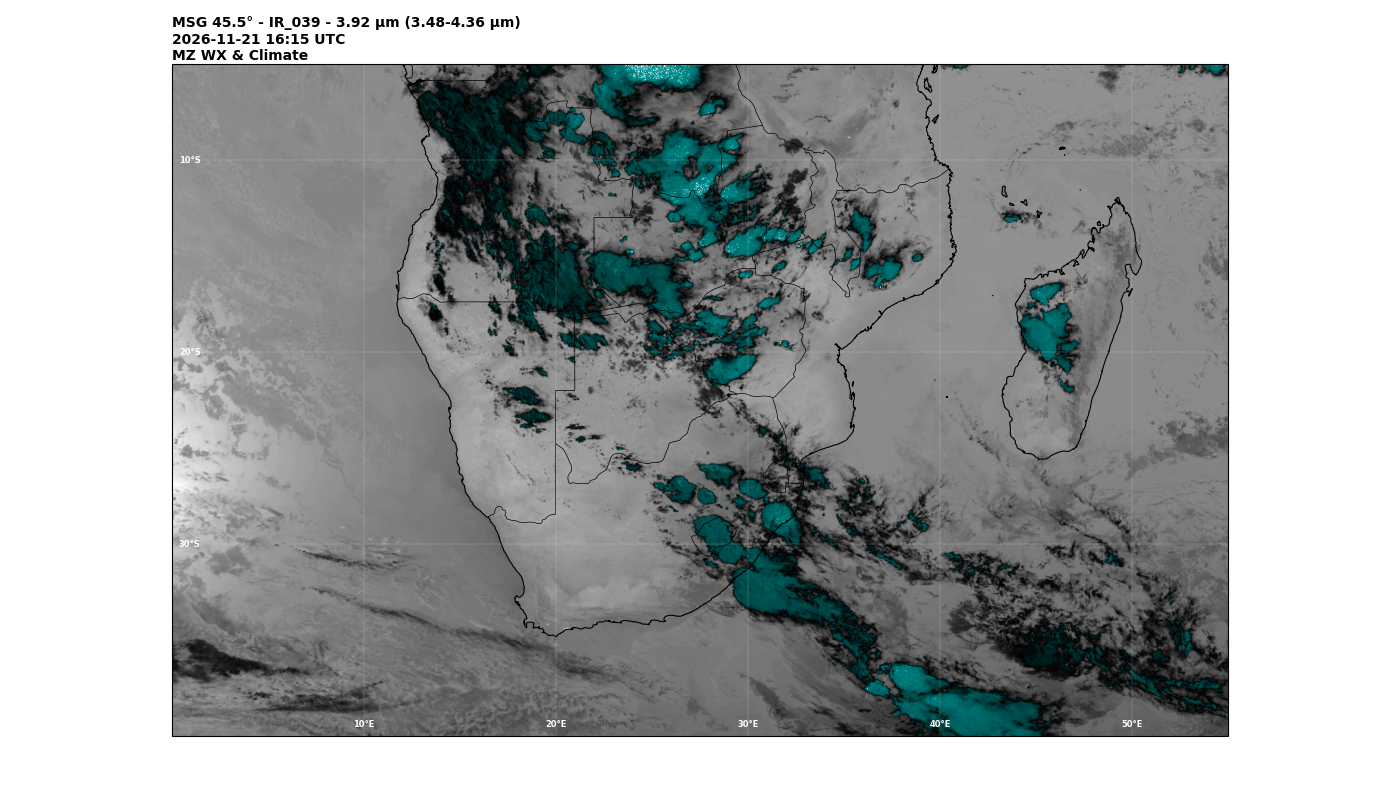 MSG 45.5° - IR_039 - 3.92 μm (3.48-4.36 μm)
2026-11-21 16:15 UTC
MZ WX & Climate
10°S
20°S
30°S
10°E
20°E
30°E
40°E
50°E